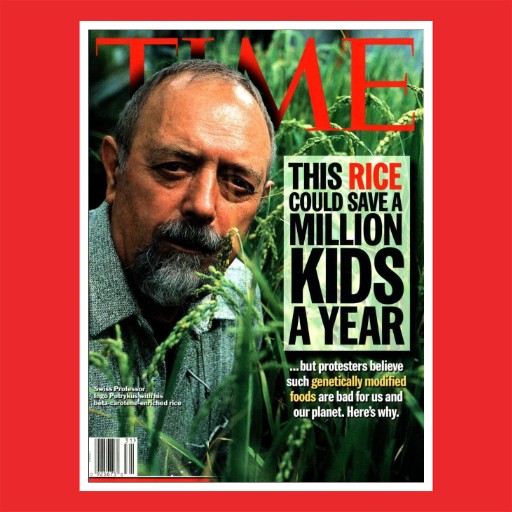 TIME
THIS RICE
COULD SAVE A
MILLION
KIDS
A YEAR
...but protesters believe
such genetically modified
foods are bad for us and
our planet. Here's why.
Swiss Professor
Ingo Potrykus with his
beta-carotene-enriched rice